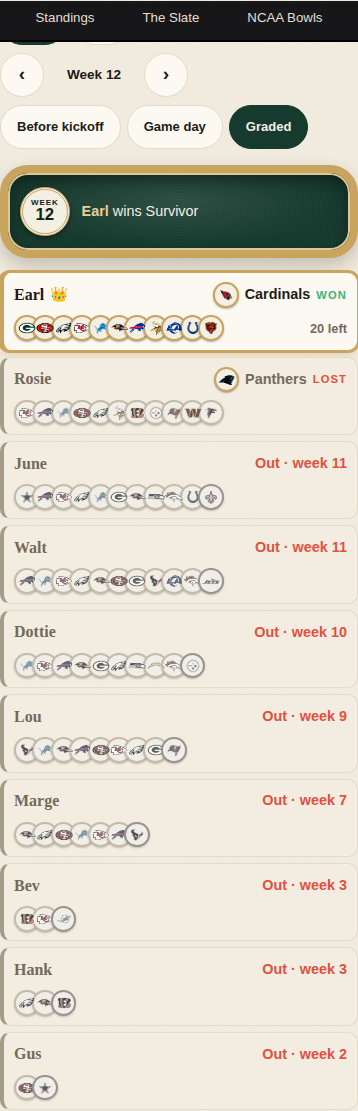 Standings The Slate NCAA Bowls
‹ Week 12 ›
Before kickoff Game day Graded
WEEK
12
Earl wins Survivor
Earl 👑 Cardinals WON
20 left
Rosie Panthers LOST
June Out · week 11
Walt Out · week 11
Dottie Out · week 10
Lou Out · week 9
Marge Out · week 7
Bev Out · week 3
Hank Out · week 3
Gus Out · week 2